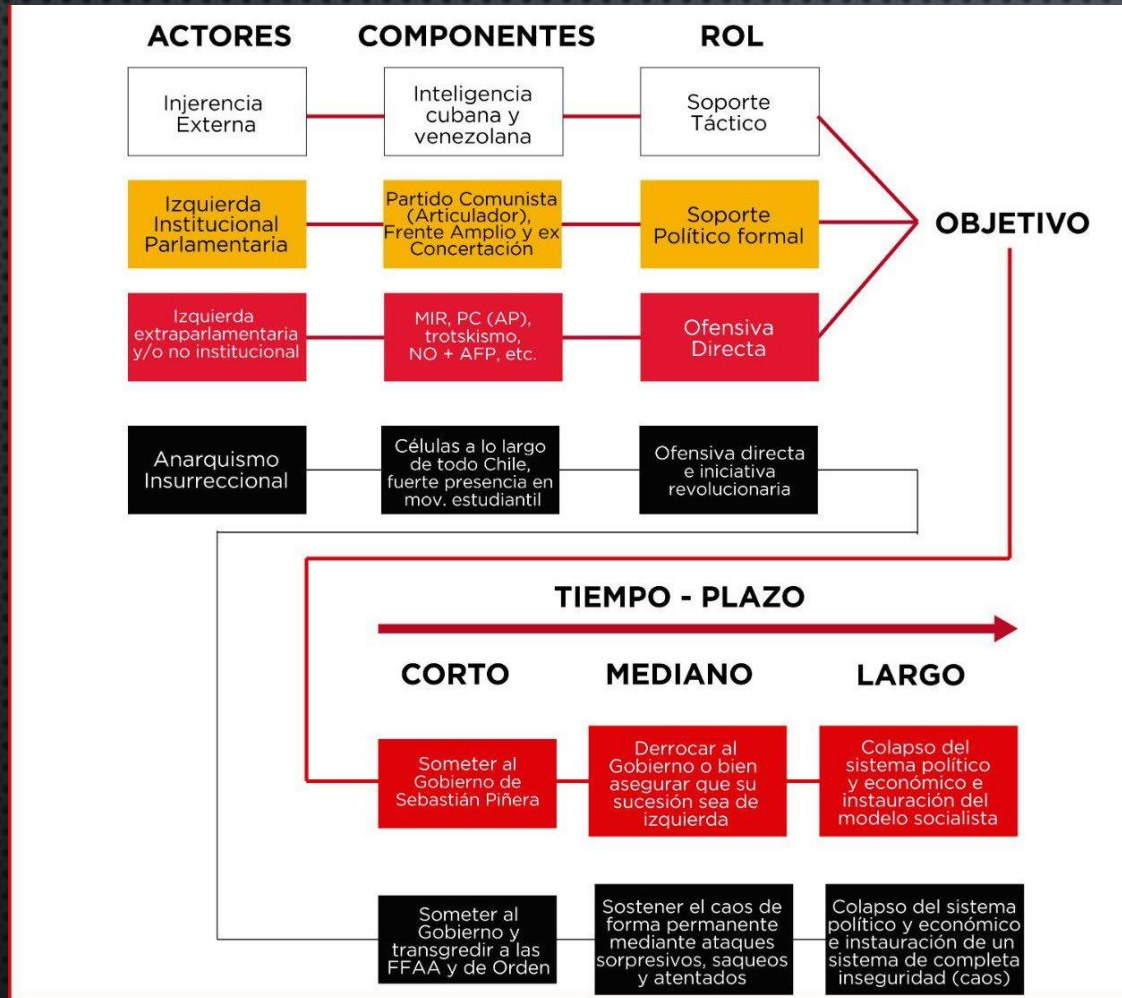 ACTORES
COMPONENTES
ROL
Injerencia
Externa
Inteligencia
cubana y
venezolana
Soporte
Táctico
Izquierda
Institucional
Parlamentaria
Partido Comunista
(Articulador),
Frente Amplio y ex
Concertación
Soporte
Político formal
OBJETIVO
Izquierda
extraparlamentaria
y/o no institucional
MIR, PC (AP),
trotskismo,
NO + AFP, etc.
Ofensiva
Directa
Anarquismo
Insurreccional
Células a lo largo
de todo Chile,
fuerte presencia en
mov. estudiantil
Ofensiva directa
e iniciativa
revolucionaria
TIEMPO - PLAZO
CORTO
MEDIANO
LARGO
Someter al
Gobierno de
Sebastián Piñera
Derrocar al
Gobierno o bien
asegurar que su
sucesión sea de
izquierda
Colapso del
sistema político
y económico e
instauración del
modelo socialista
Someter al
Gobierno y
transgredir a las
FFAA y de Orden
Sostener el caos de
forma permanente
mediante ataques
sorpresivos, saqueos
y atentados
Colapso del sistema
político y económico
e instauración de un
sistema de completa
inseguridad (caos)